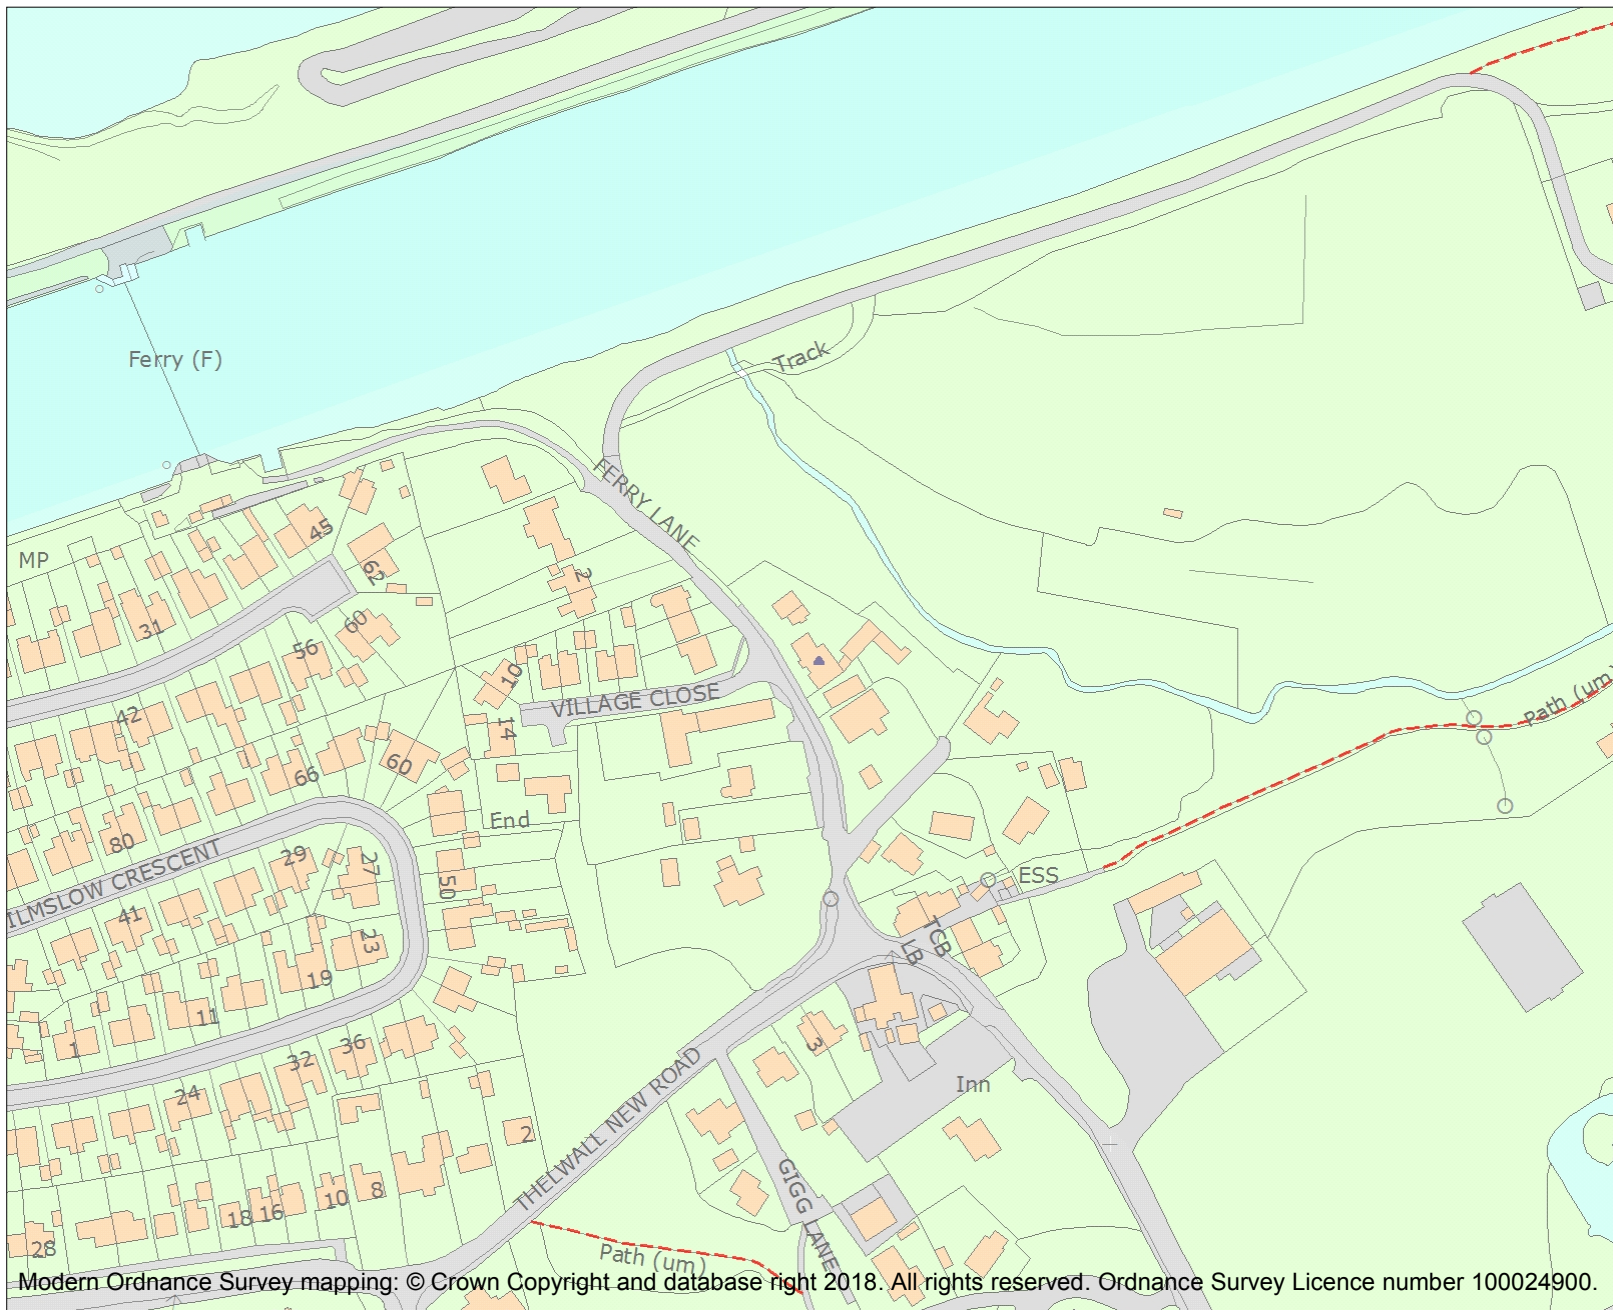 Ferry (F)
Track
FERRY LANE
MP
45
62
2
31
60
56
10
VILLAGE CLOSE
42
14
Path (um)
60
66
End
80
29
27
ILMSLOW CRESCENT
50
ESS
41
TCB
LB
23
19
11
1
3
36
32
THELWALL NEW ROAD
24
Inn
2
GIGG LANE
10
8
18
16
28
Path (um)
Modern Ordnance Survey mapping: © Crown Copyright and database right 2018. All rights reserved. Ordnance Survey Licence number 100024900.